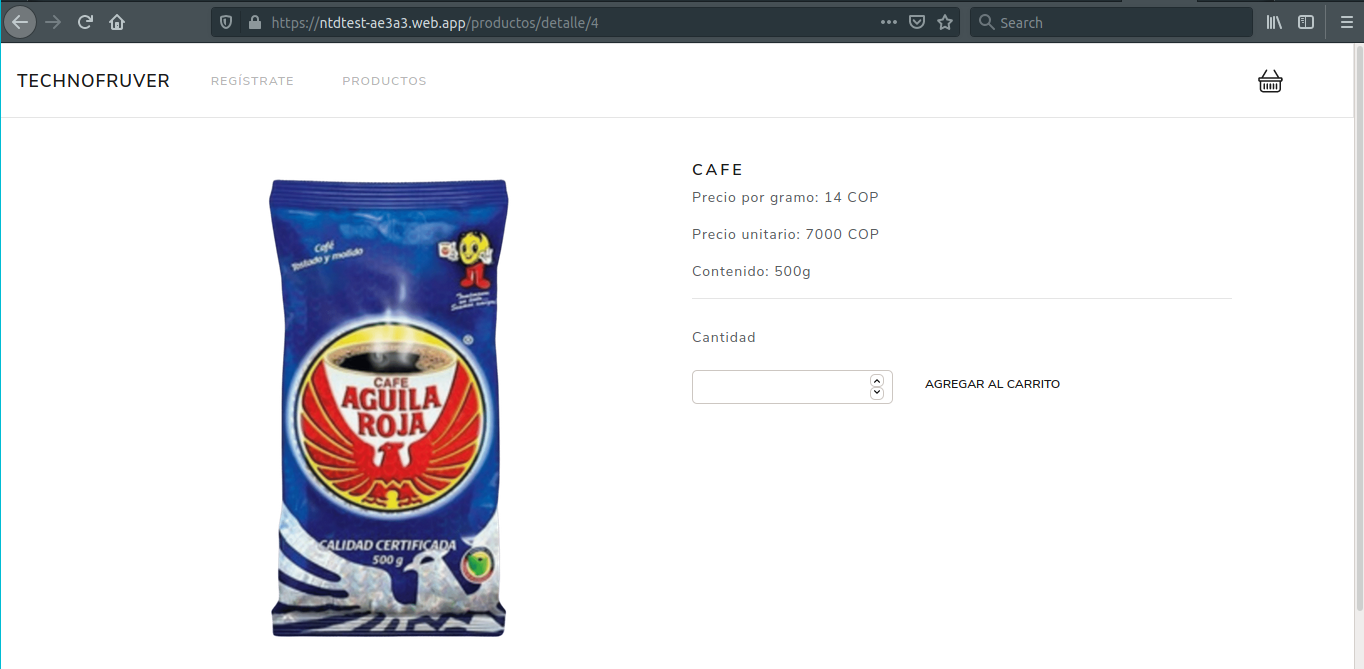 https://ntdtest-ae3a3.web.app/productos/detalle/4
Search
TECHNOFRUVER
REGÍSTRATE
PRODUCTOS
CAFE
Precio por gramo: 14 COP
Precio unitario: 7000 COP
Contenido: 500g
Cantidad
AGREGAR AL CARRITO
Café
Tostado y molido
®
CAFE
AGUILA
ROJA
CALIDAD CERTIFICADA
500 g